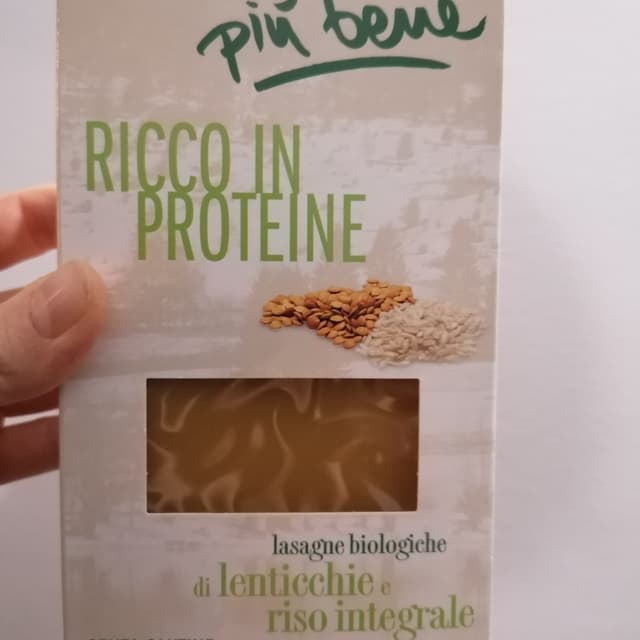 più bene
RICCO IN
PROTEINE
lasagne biologiche
di lenticchie e
riso integrale